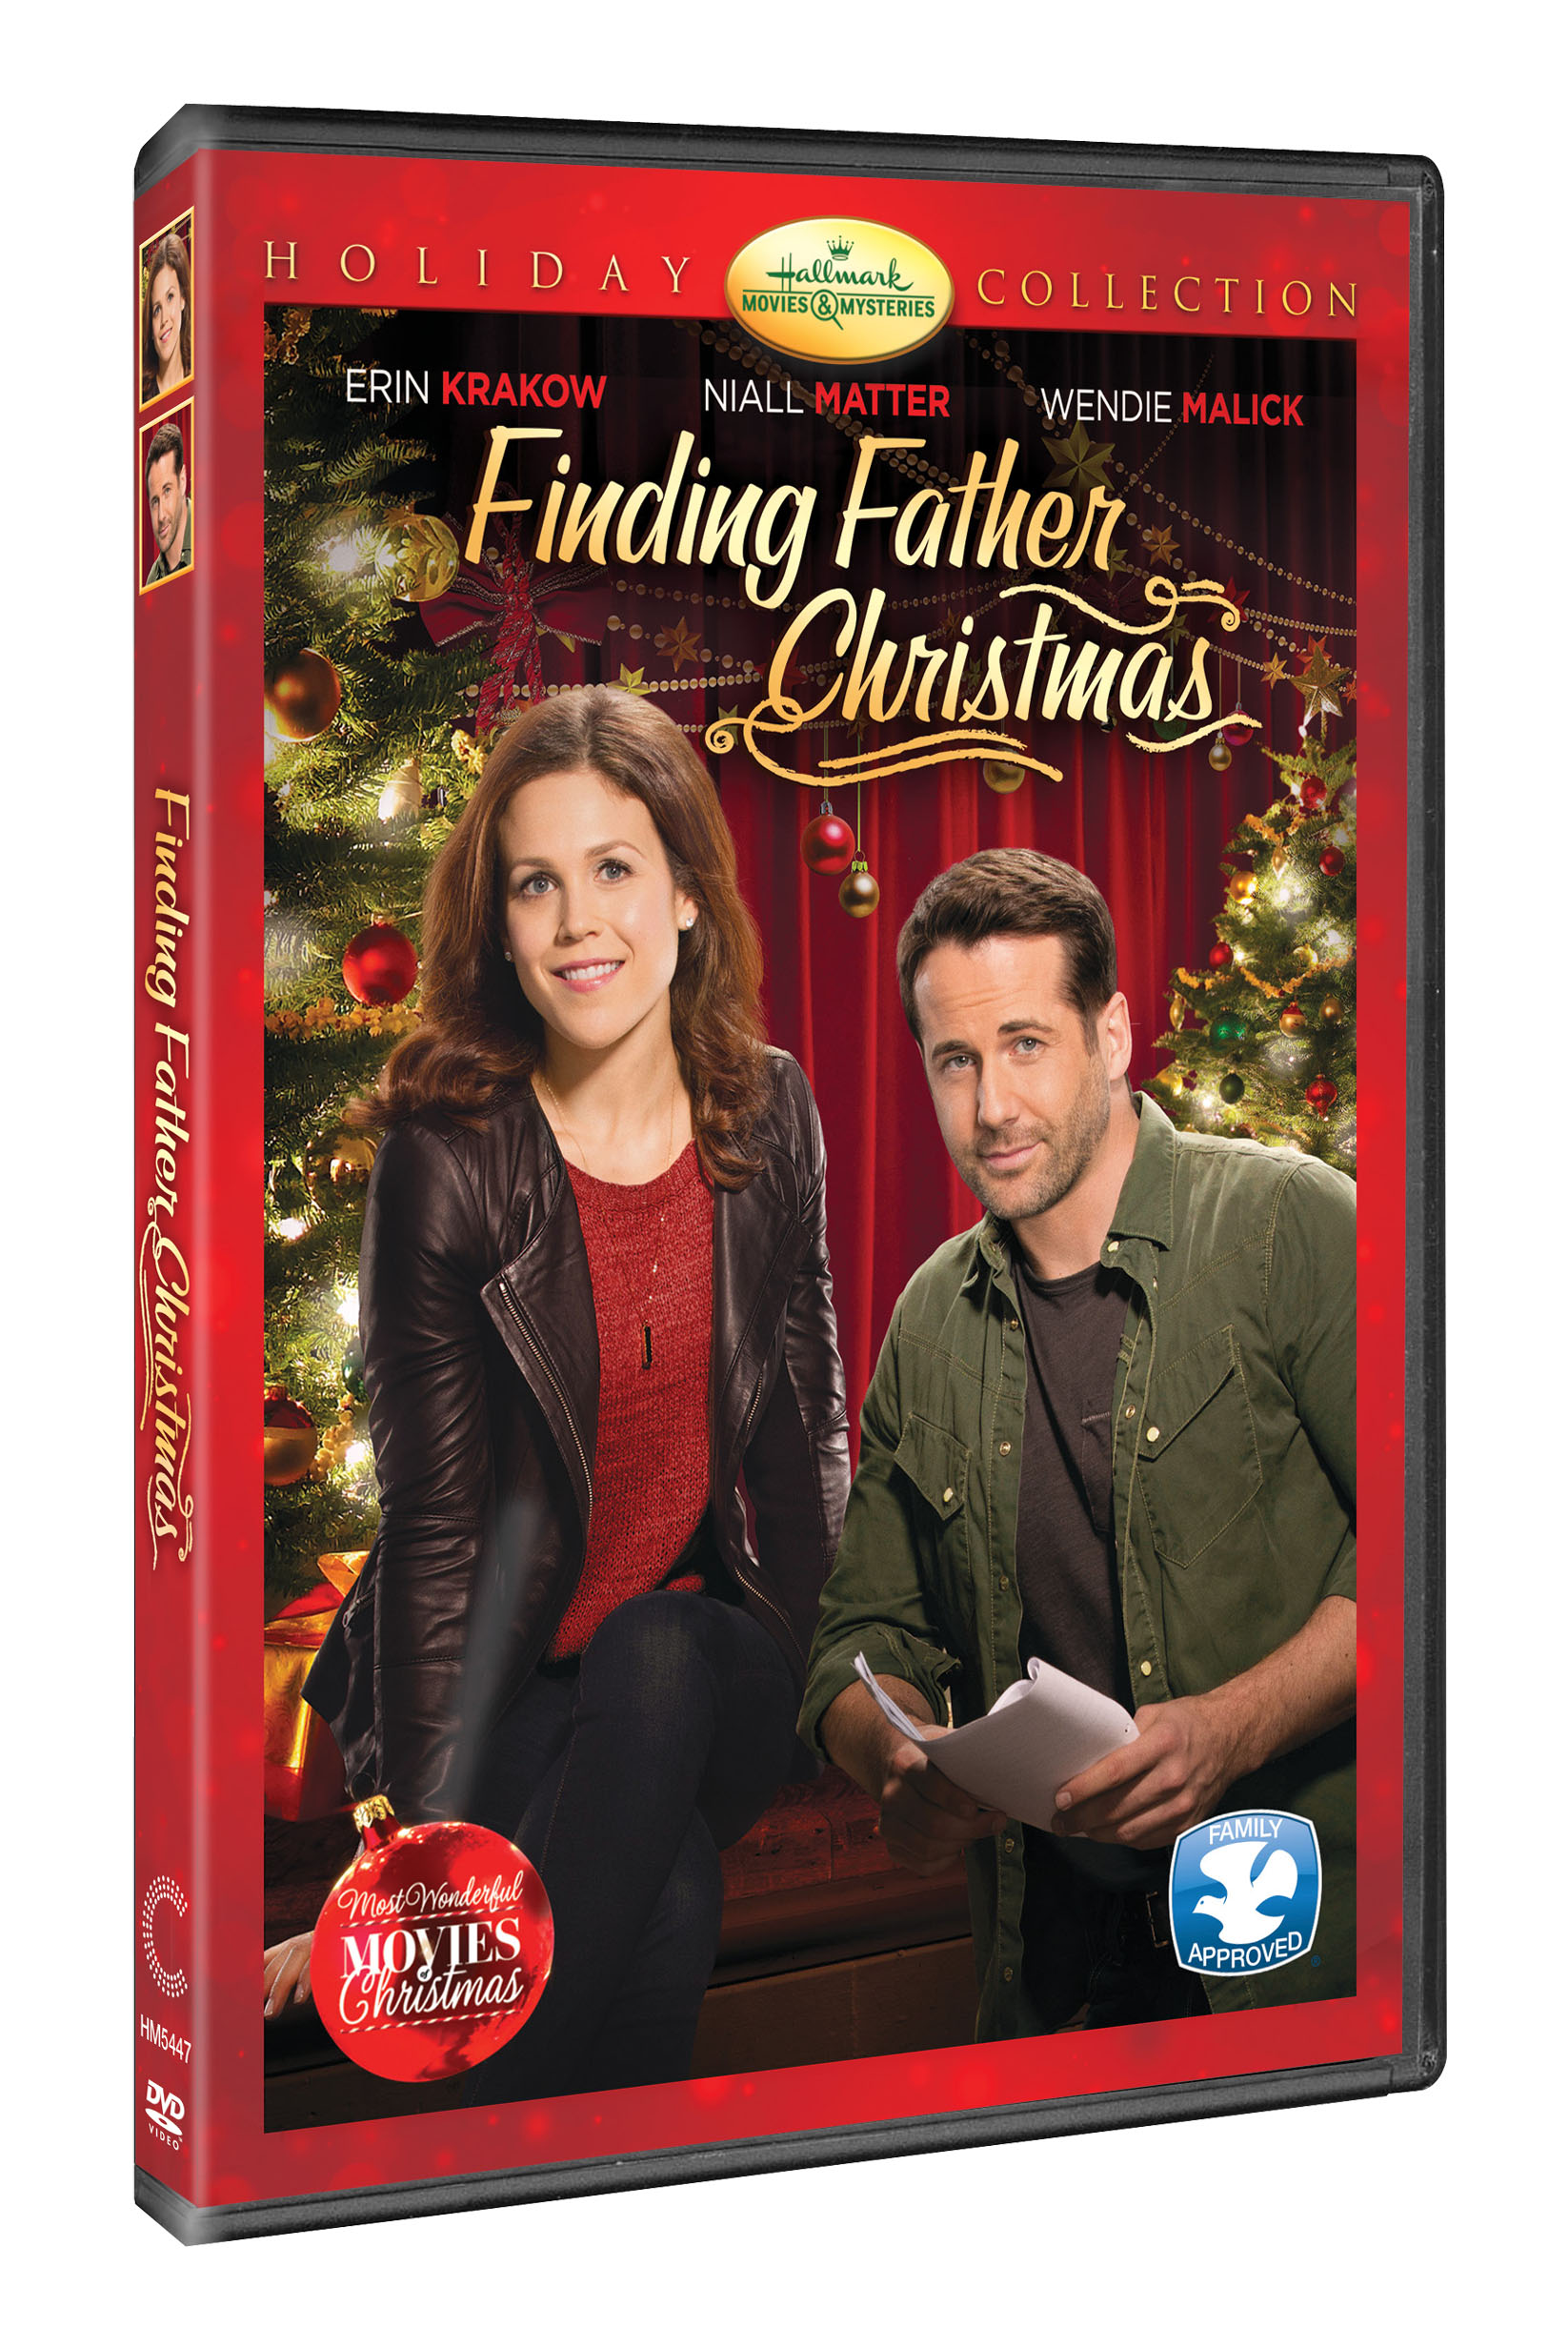 HOLIDAY
Hallmark
MOVIES & MYSTERIES
COLLECTION
ERIN KRAKOW
NIALL MATTER
WENDIE MALICK
Finding Father
Christmas
Most Wonderful
MOVIES
of
Christmas
FAMILY
APPROVED
Finding Father Christmas
HM5447
DVD
VIDEO